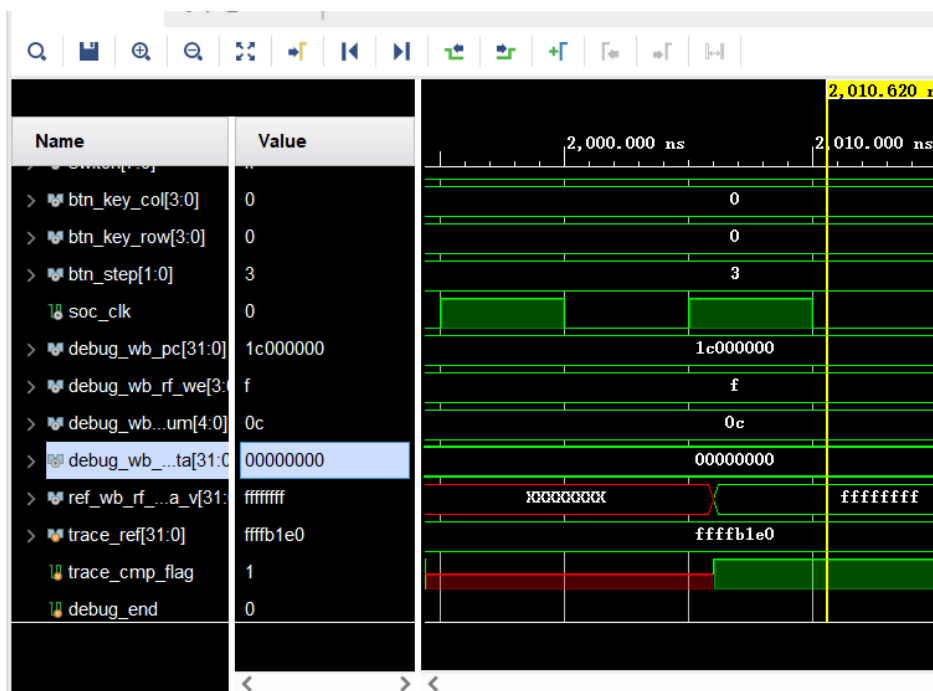 2,010.620
Name Value
2,000.000 ns 2,010.000 ns
btn_key_col[3:0] 0 0
btn_key_row[3:0] 0 0
btn_step[1:0] 3 3
soc_clk 0
debug_wb_pc[31:0] 1c000000 1c000000
debug_wb_rf_we[3: f f
debug_wb...um[4:0] 0c 0c
debug_wb_...ta[31:0 00000000 00000000
ref_wb_rf_...a_v[31: ffffffff XXXXXXXX ffffffff
trace_ref[31:0] ffffb1e0 ffffb1e0
trace_cmp_flag 1
debug_end 0